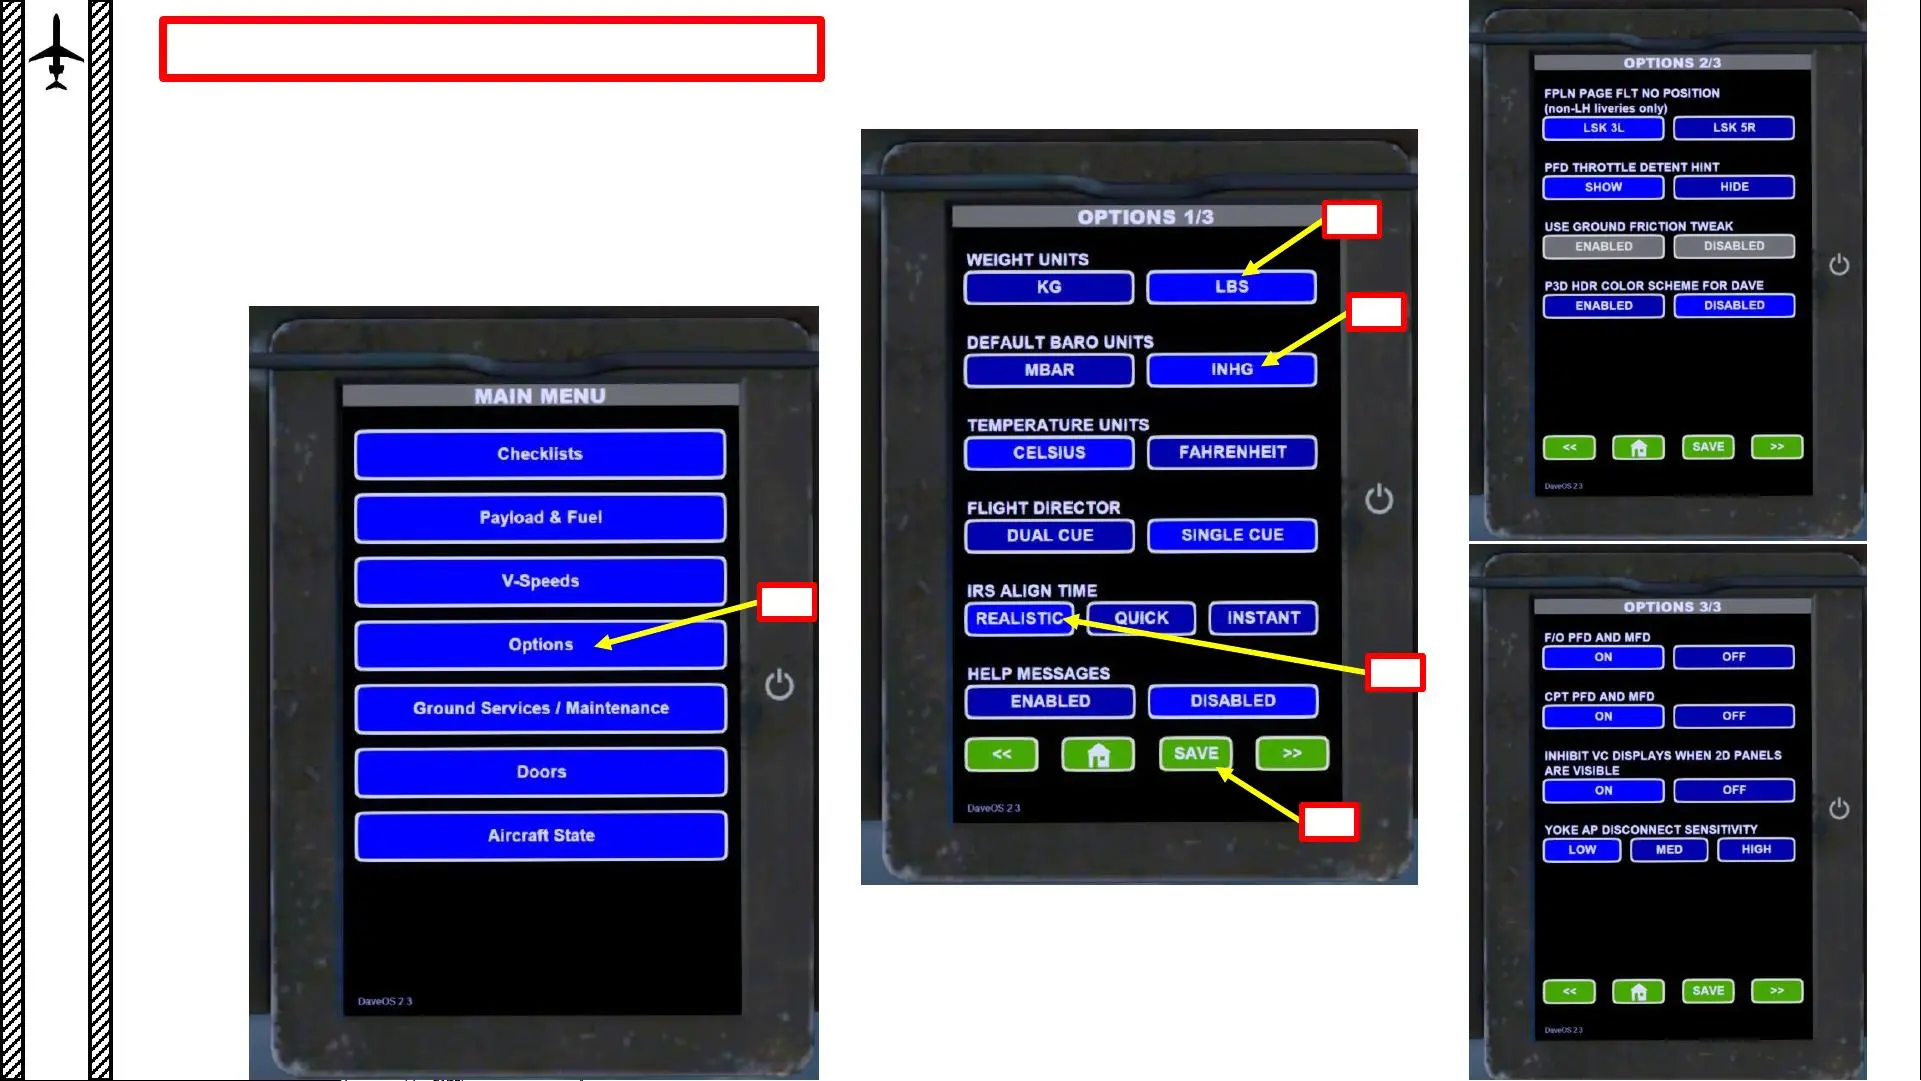 MAIN MENU
Checklists
Payload & Fuel
V-Speeds
Options
Ground Services / Maintenance
Doors
Aircraft State
DaveOS 2.3
OPTIONS 1/3
WEIGHT UNITS
KG LBS
DEFAULT BARO UNITS
MBAR INHG
TEMPERATURE UNITS
CELSIUS FAHRENHEIT
FLIGHT DIRECTOR
DUAL CUE SINGLE CUE
IRS ALIGN TIME
REALISTIC QUICK INSTANT
HELP MESSAGES
ENABLED DISABLED
<< SAVE >>
DaveOS 2.3
OPTIONS 2/3
FPLN PAGE FLT NO POSITION
(non-LH liveries only)
LSK 3L LSK 5R
PFD THROTTLE DETENT HINT
SHOW HIDE
USE GROUND FRICTION TWEAK
ENABLED DISABLED
P3D HDR COLOR SCHEME FOR DAVE
ENABLED DISABLED
<< SAVE >>
DaveOS 2.3
OPTIONS 3/3
F/O PFD AND MFD
ON OFF
CPT PFD AND MFD
ON OFF
INHIBIT VC DISPLAYS WHEN 2D PANELS
ARE VISIBLE
ON OFF
YOKE AP DISCONNECT SENSITIVITY
LOW MED HIGH
<< SAVE >>
DaveOS 2.3